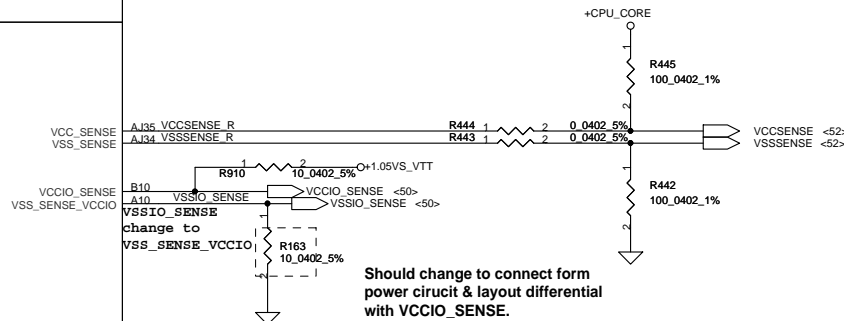 +CPU_CORE
1
R445
100_0402_1%
2
VCC_SENSE AJ35 VCCSENSE_R R444 1 2 0_0402_5% VCCSENSE <52>
VSS_SENSE AJ34 VSSSENSE_R R443 1 2 0_0402_5% VSSSENSE <52>
1 2 +1.05VS_VTT
R910 10_0402_5%
VCCIO_SENSE B10 VCCIO_SENSE <50>
VSS_SENSE_VCCIO A10 VSSIO_SENSE VSSIO_SENSE <50>
1
R442
100_0402_1%
2
VSSIO_SENSE
change to
VSS_SENSE_VCCIO
1
R163
10_0402_5%
2
Should change to connect form
power cirucit & layout differential
with VCCIO_SENSE.